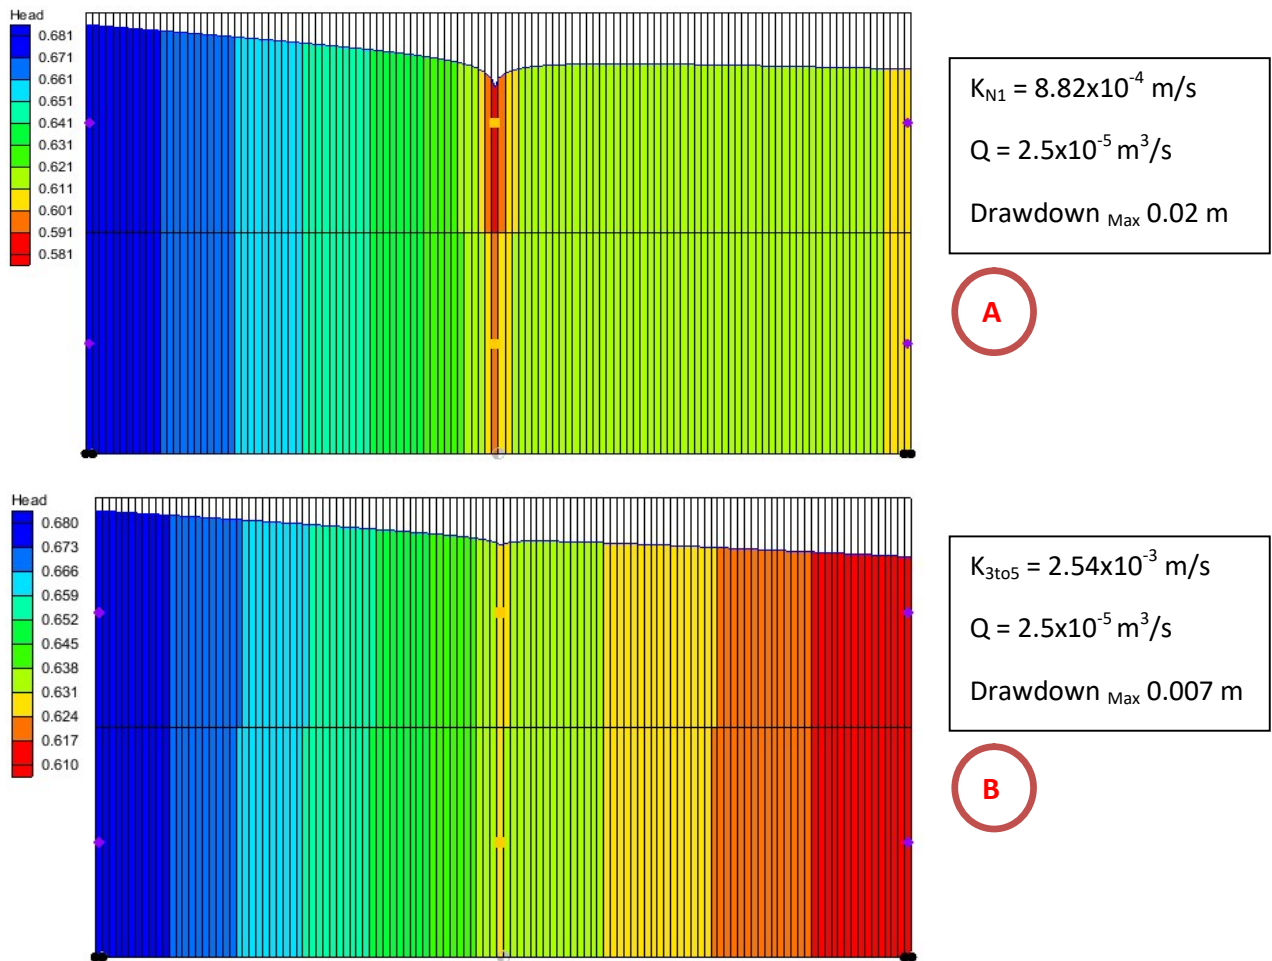 Head
0.681
0.671
0.661
0.651
0.641
0.631
0.621
0.611
0.601
0.591
0.581
K_N1 = 8.82x10^-4 m/s
Q = 2.5x10^-5 m^3/s
Drawdown _Max 0.02 m
A
Head
0.680
0.673
0.666
0.659
0.652
0.645
0.638
0.631
0.624
0.617
0.610
K_3to5 = 2.54x10^-3 m/s
Q = 2.5x10^-5 m^3/s
Drawdown _Max 0.007 m
B